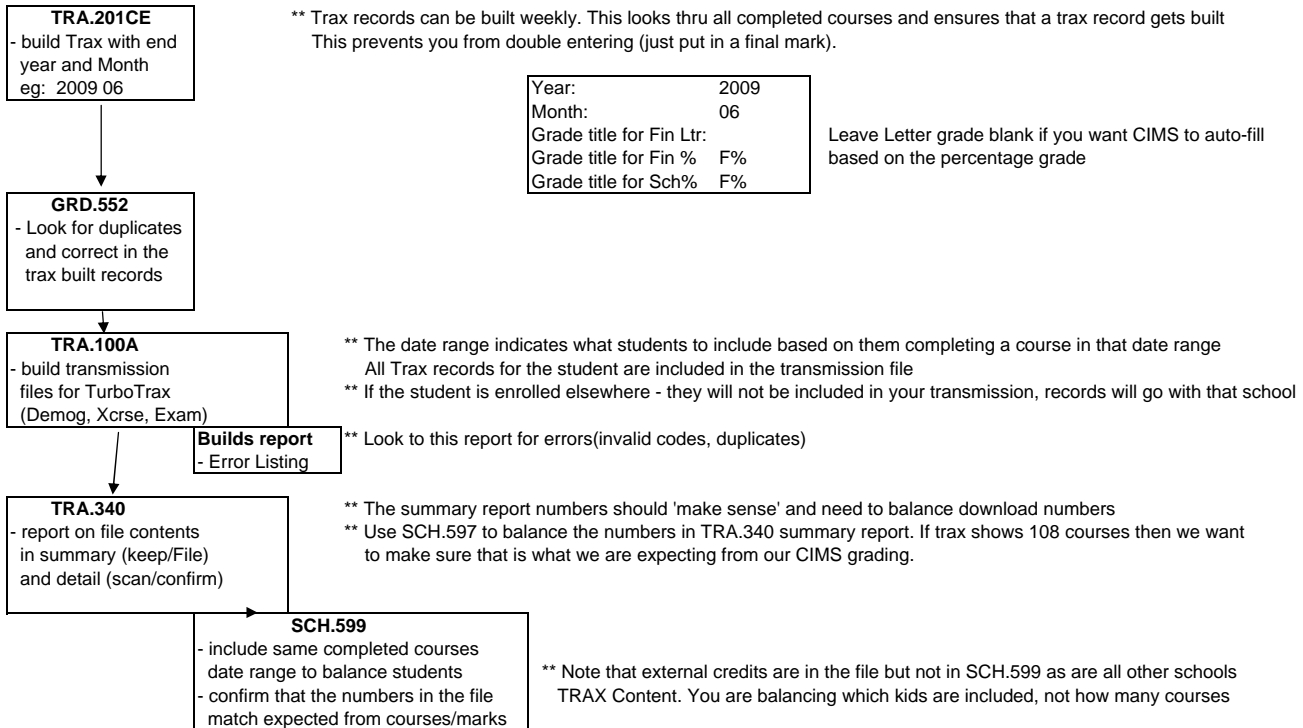 TRA.201CE
- build Trax with end
year and Month
eg: 2009 06
** Trax records can be built weekly. This looks thru all completed courses and ensures that a trax record gets built
This prevents you from double entering (just put in a final mark).
Year: 2009
Month: 06
Grade title for Fin Ltr:
Grade title for Fin % F%
Grade title for Sch% F%
Leave Letter grade blank if you want CIMS to auto-fill
based on the percentage grade
GRD.552
- Look for duplicates
and correct in the
trax built records
TRA.100A
- build transmission
files for TurboTrax
(Demog, Xcrse, Exam)
** The date range indicates what students to include based on them completing a course in that date range
All Trax records for the student are included in the transmission file
** If the student is enrolled elsewhere - they will not be included in your transmission, records will go with that school
Builds report
- Error Listing
** Look to this report for errors(invalid codes, duplicates)
TRA.340
- report on file contents
in summary (keep/File)
and detail (scan/confirm)
** The summary report numbers should 'make sense' and need to balance download numbers
** Use SCH.597 to balance the numbers in TRA.340 summary report. If trax shows 108 courses then we want
to make sure that is what we are expecting from our CIMS grading.
SCH.599
- include same completed courses
date range to balance students
- confirm that the numbers in the file
match expected from courses/marks
** Note that external credits are in the file but not in SCH.599 as are all other schools
TRAX Content. You are balancing which kids are included, not how many courses